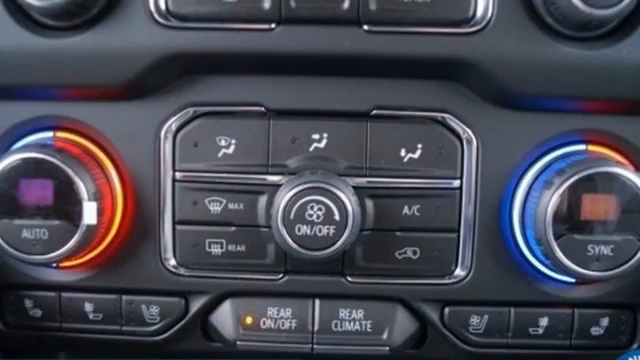 MAX
A/C
ON/OFF
REAR
AUTO
SYNC
REAR
ON/OFF
REAR
CLIMATE